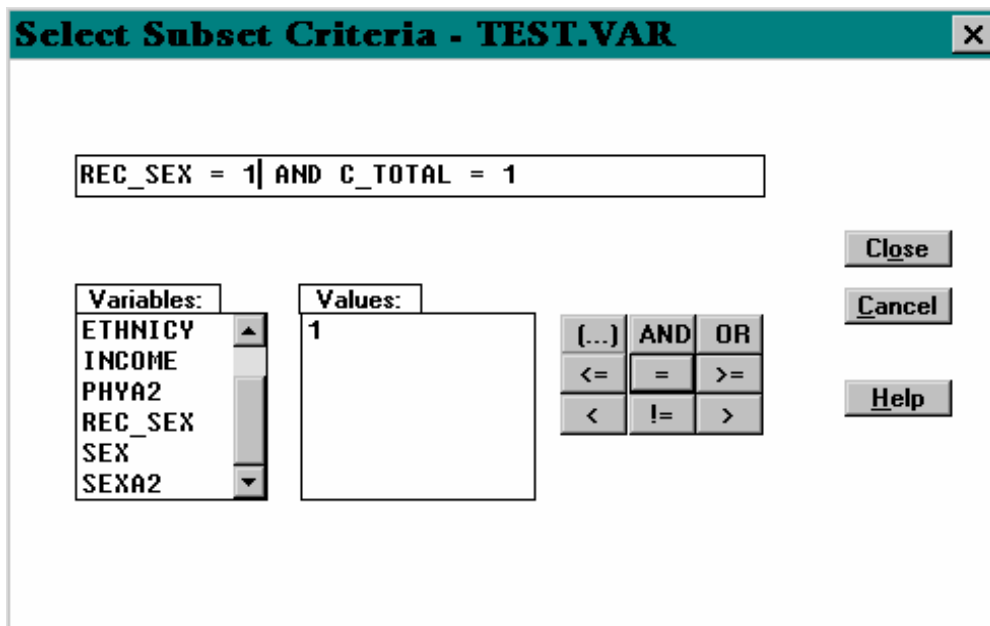 Select Subset Criteria - TEST.VAR
REC_SEX = 1 AND C_TOTAL = 1
Close
Cancel
Help
Variables:
ETHNICY
INCOME
PHYA2
REC_SEX
SEX
SEXA2
Values:
1
(...) AND OR
<= = >=
< != >